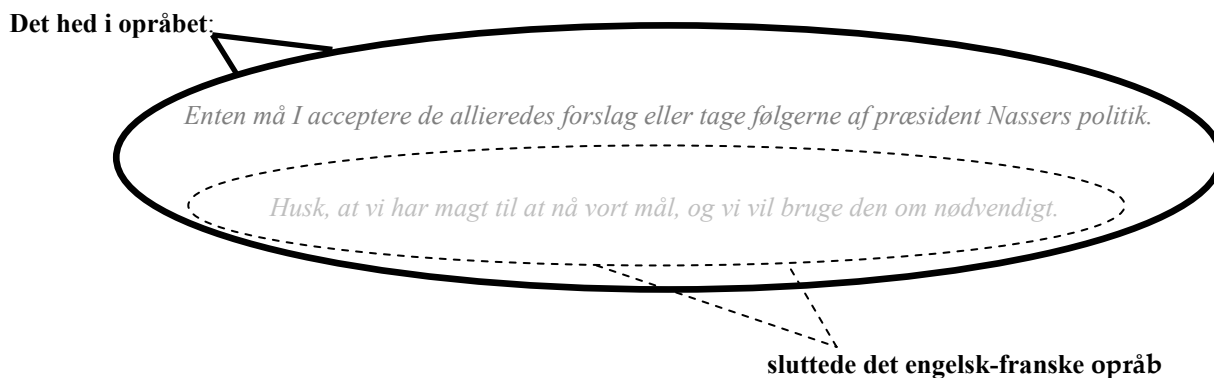 Det hed i opråbet:
Enten må I acceptere de allieredes forslag eller tage følgerne af præsident Nassers politik.
Husk, at vi har magt til at nå vort mål, og vi vil bruge den om nødvendigt.
sluttede det engelsk-franske opråb